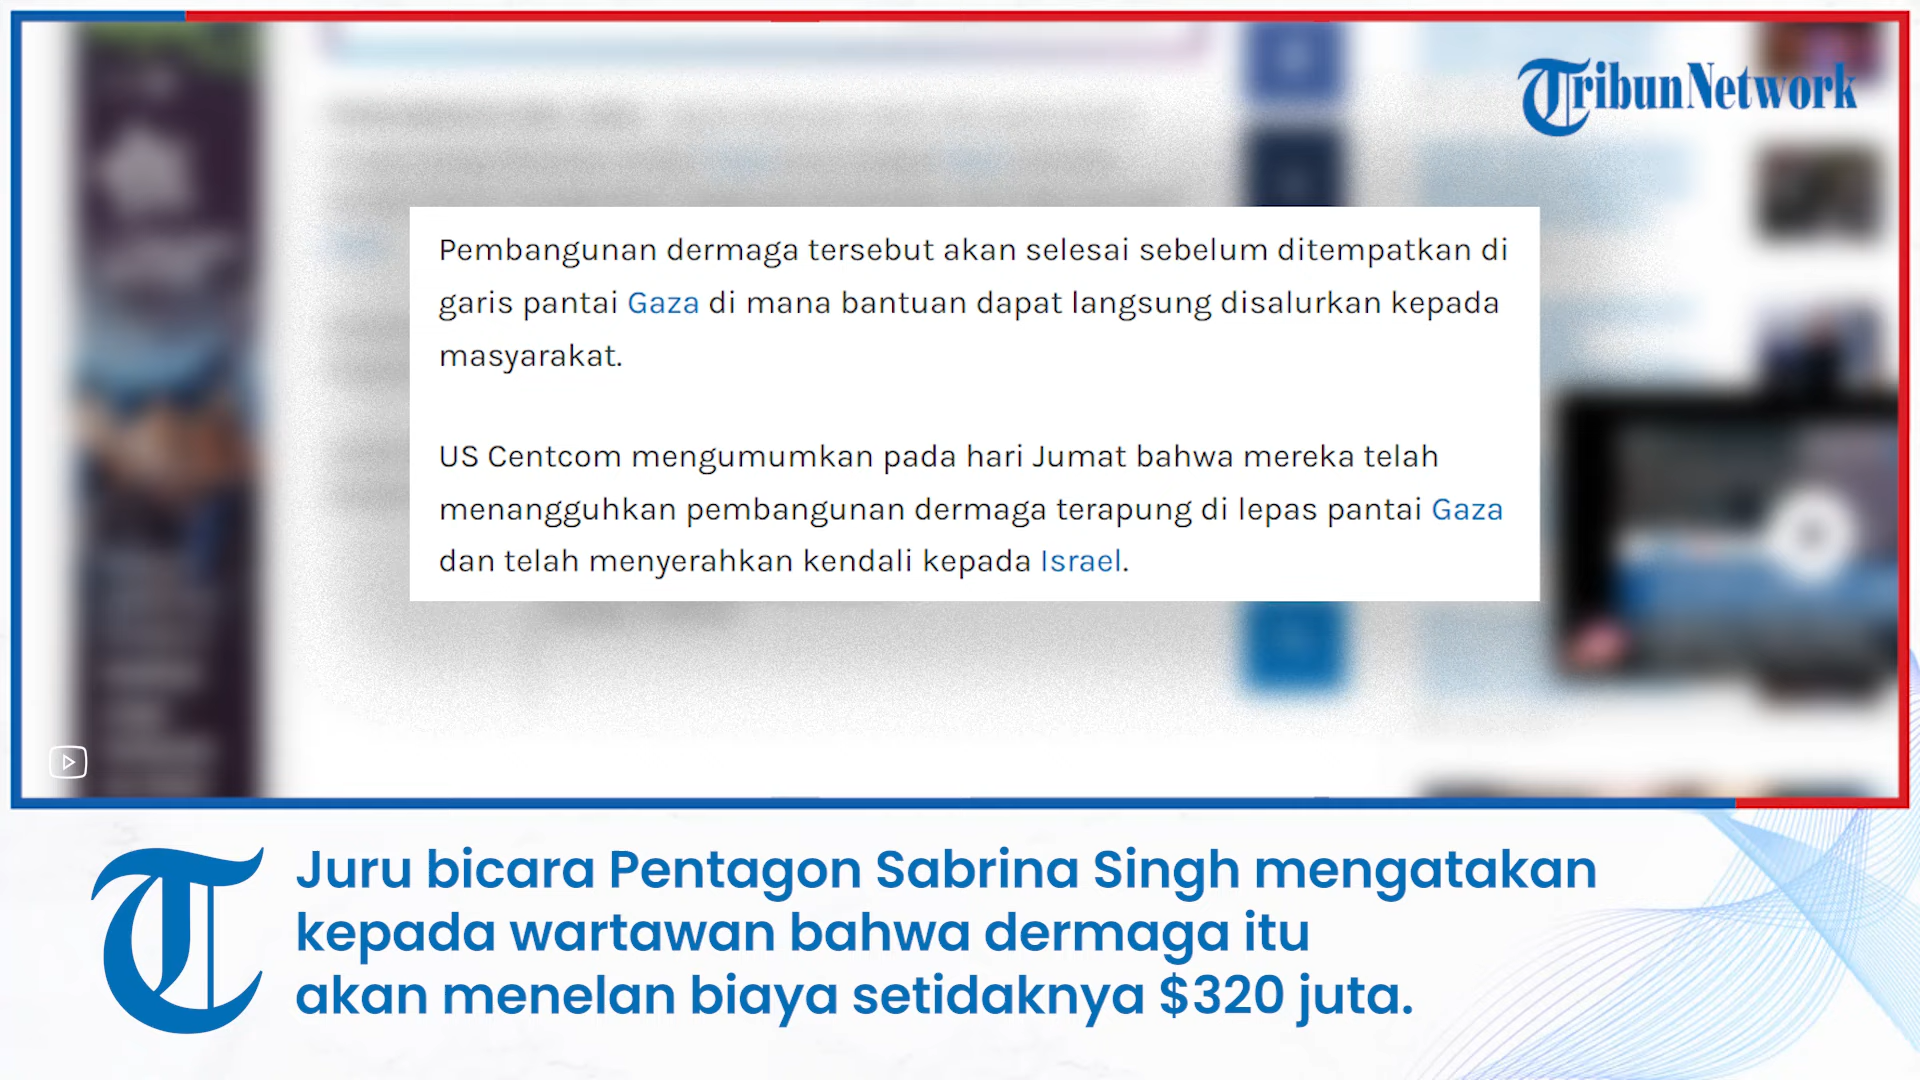 Tribun Network
Pembangunan dermaga tersebut akan selesai sebelum ditempatkan di
garis pantai Gaza di mana bantuan dapat langsung disalurkan kepada
masyarakat.
US Centcom mengumumkan pada hari Jumat bahwa mereka telah
menangguhkan pembangunan dermaga terapung di lepas pantai Gaza
dan telah menyerahkan kendali kepada Israel.
T
Juru bicara Pentagon Sabrina Singh mengatakan
kepada wartawan bahwa dermaga itu
akan menelan biaya setidaknya $320 juta.